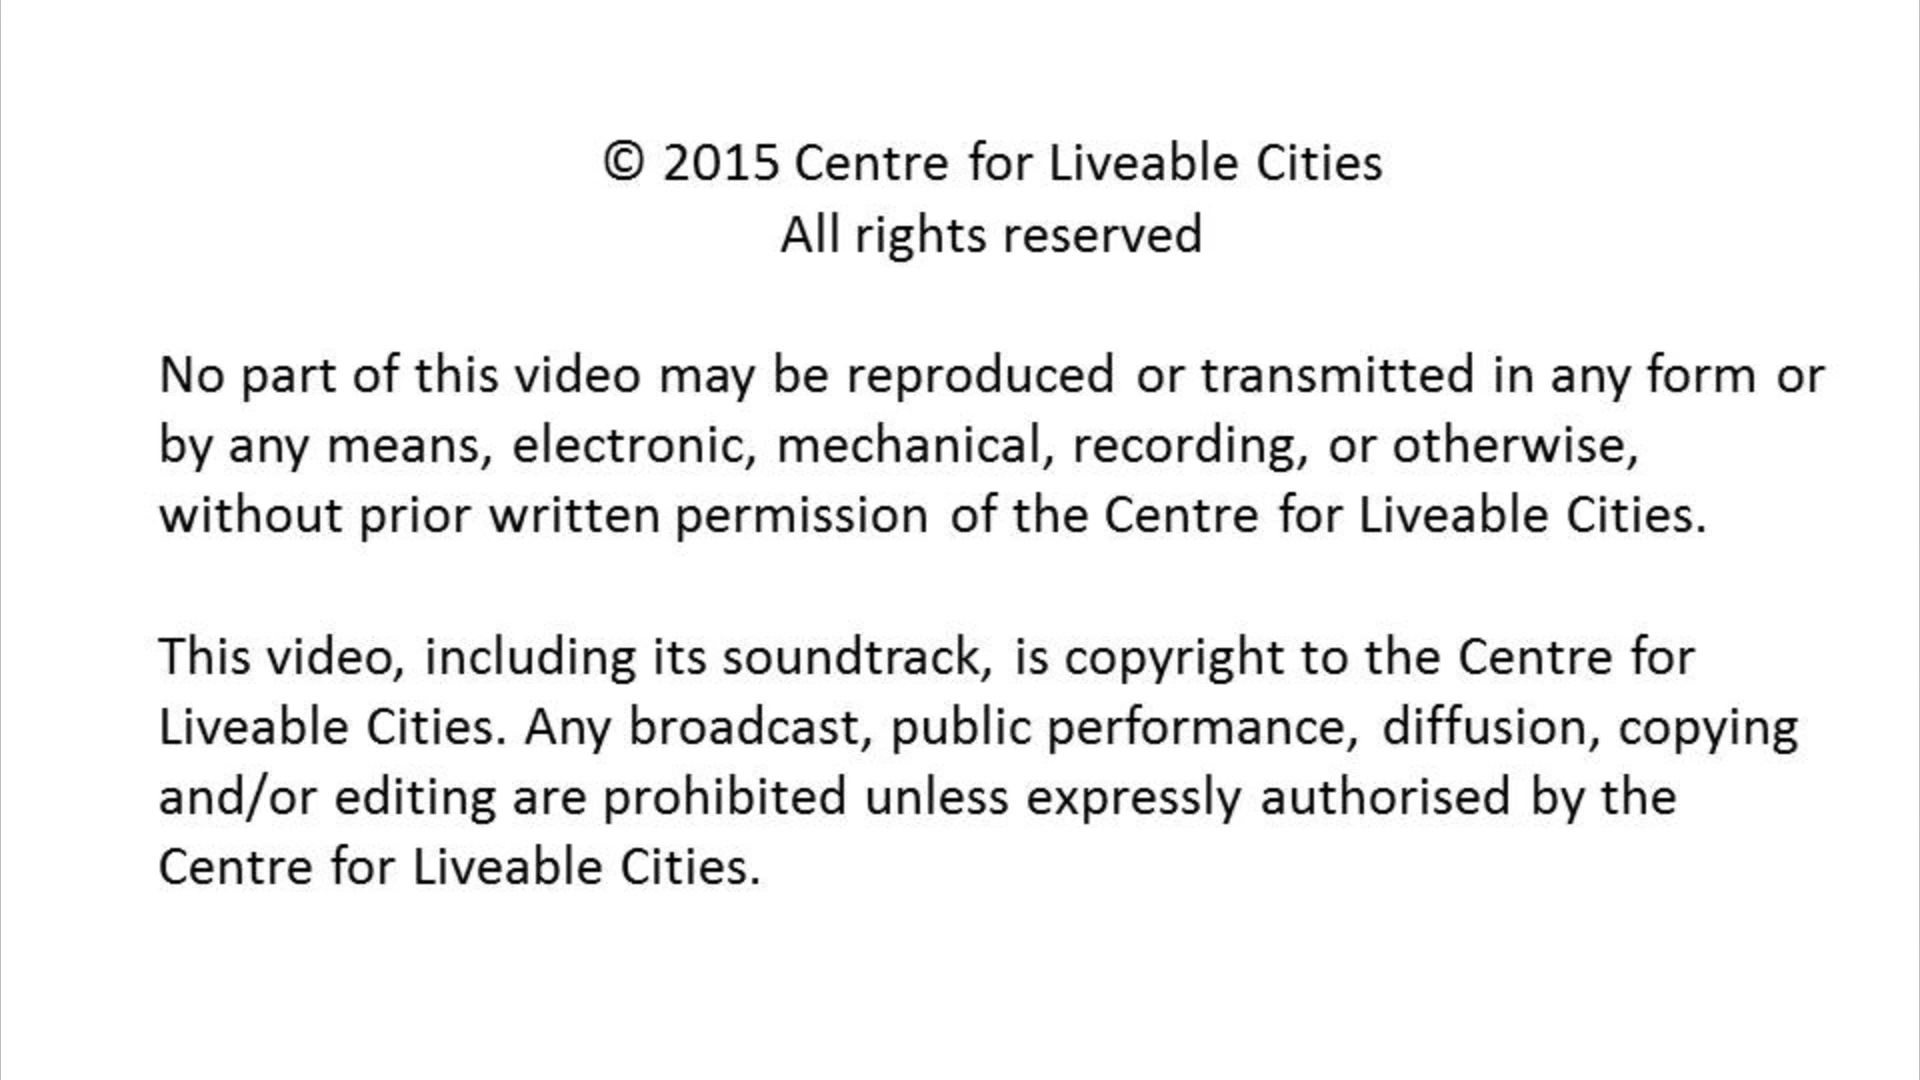 © 2015 Centre for Liveable Cities
All rights reserved
No part of this video may be reproduced or transmitted in any form or
by any means, electronic, mechanical, recording, or otherwise,
without prior written permission of the Centre for Liveable Cities.
This video, including its soundtrack, is copyright to the Centre for
Liveable Cities. Any broadcast, public performance, diffusion, copying
and/or editing are prohibited unless expressly authorised by the
Centre for Liveable Cities.